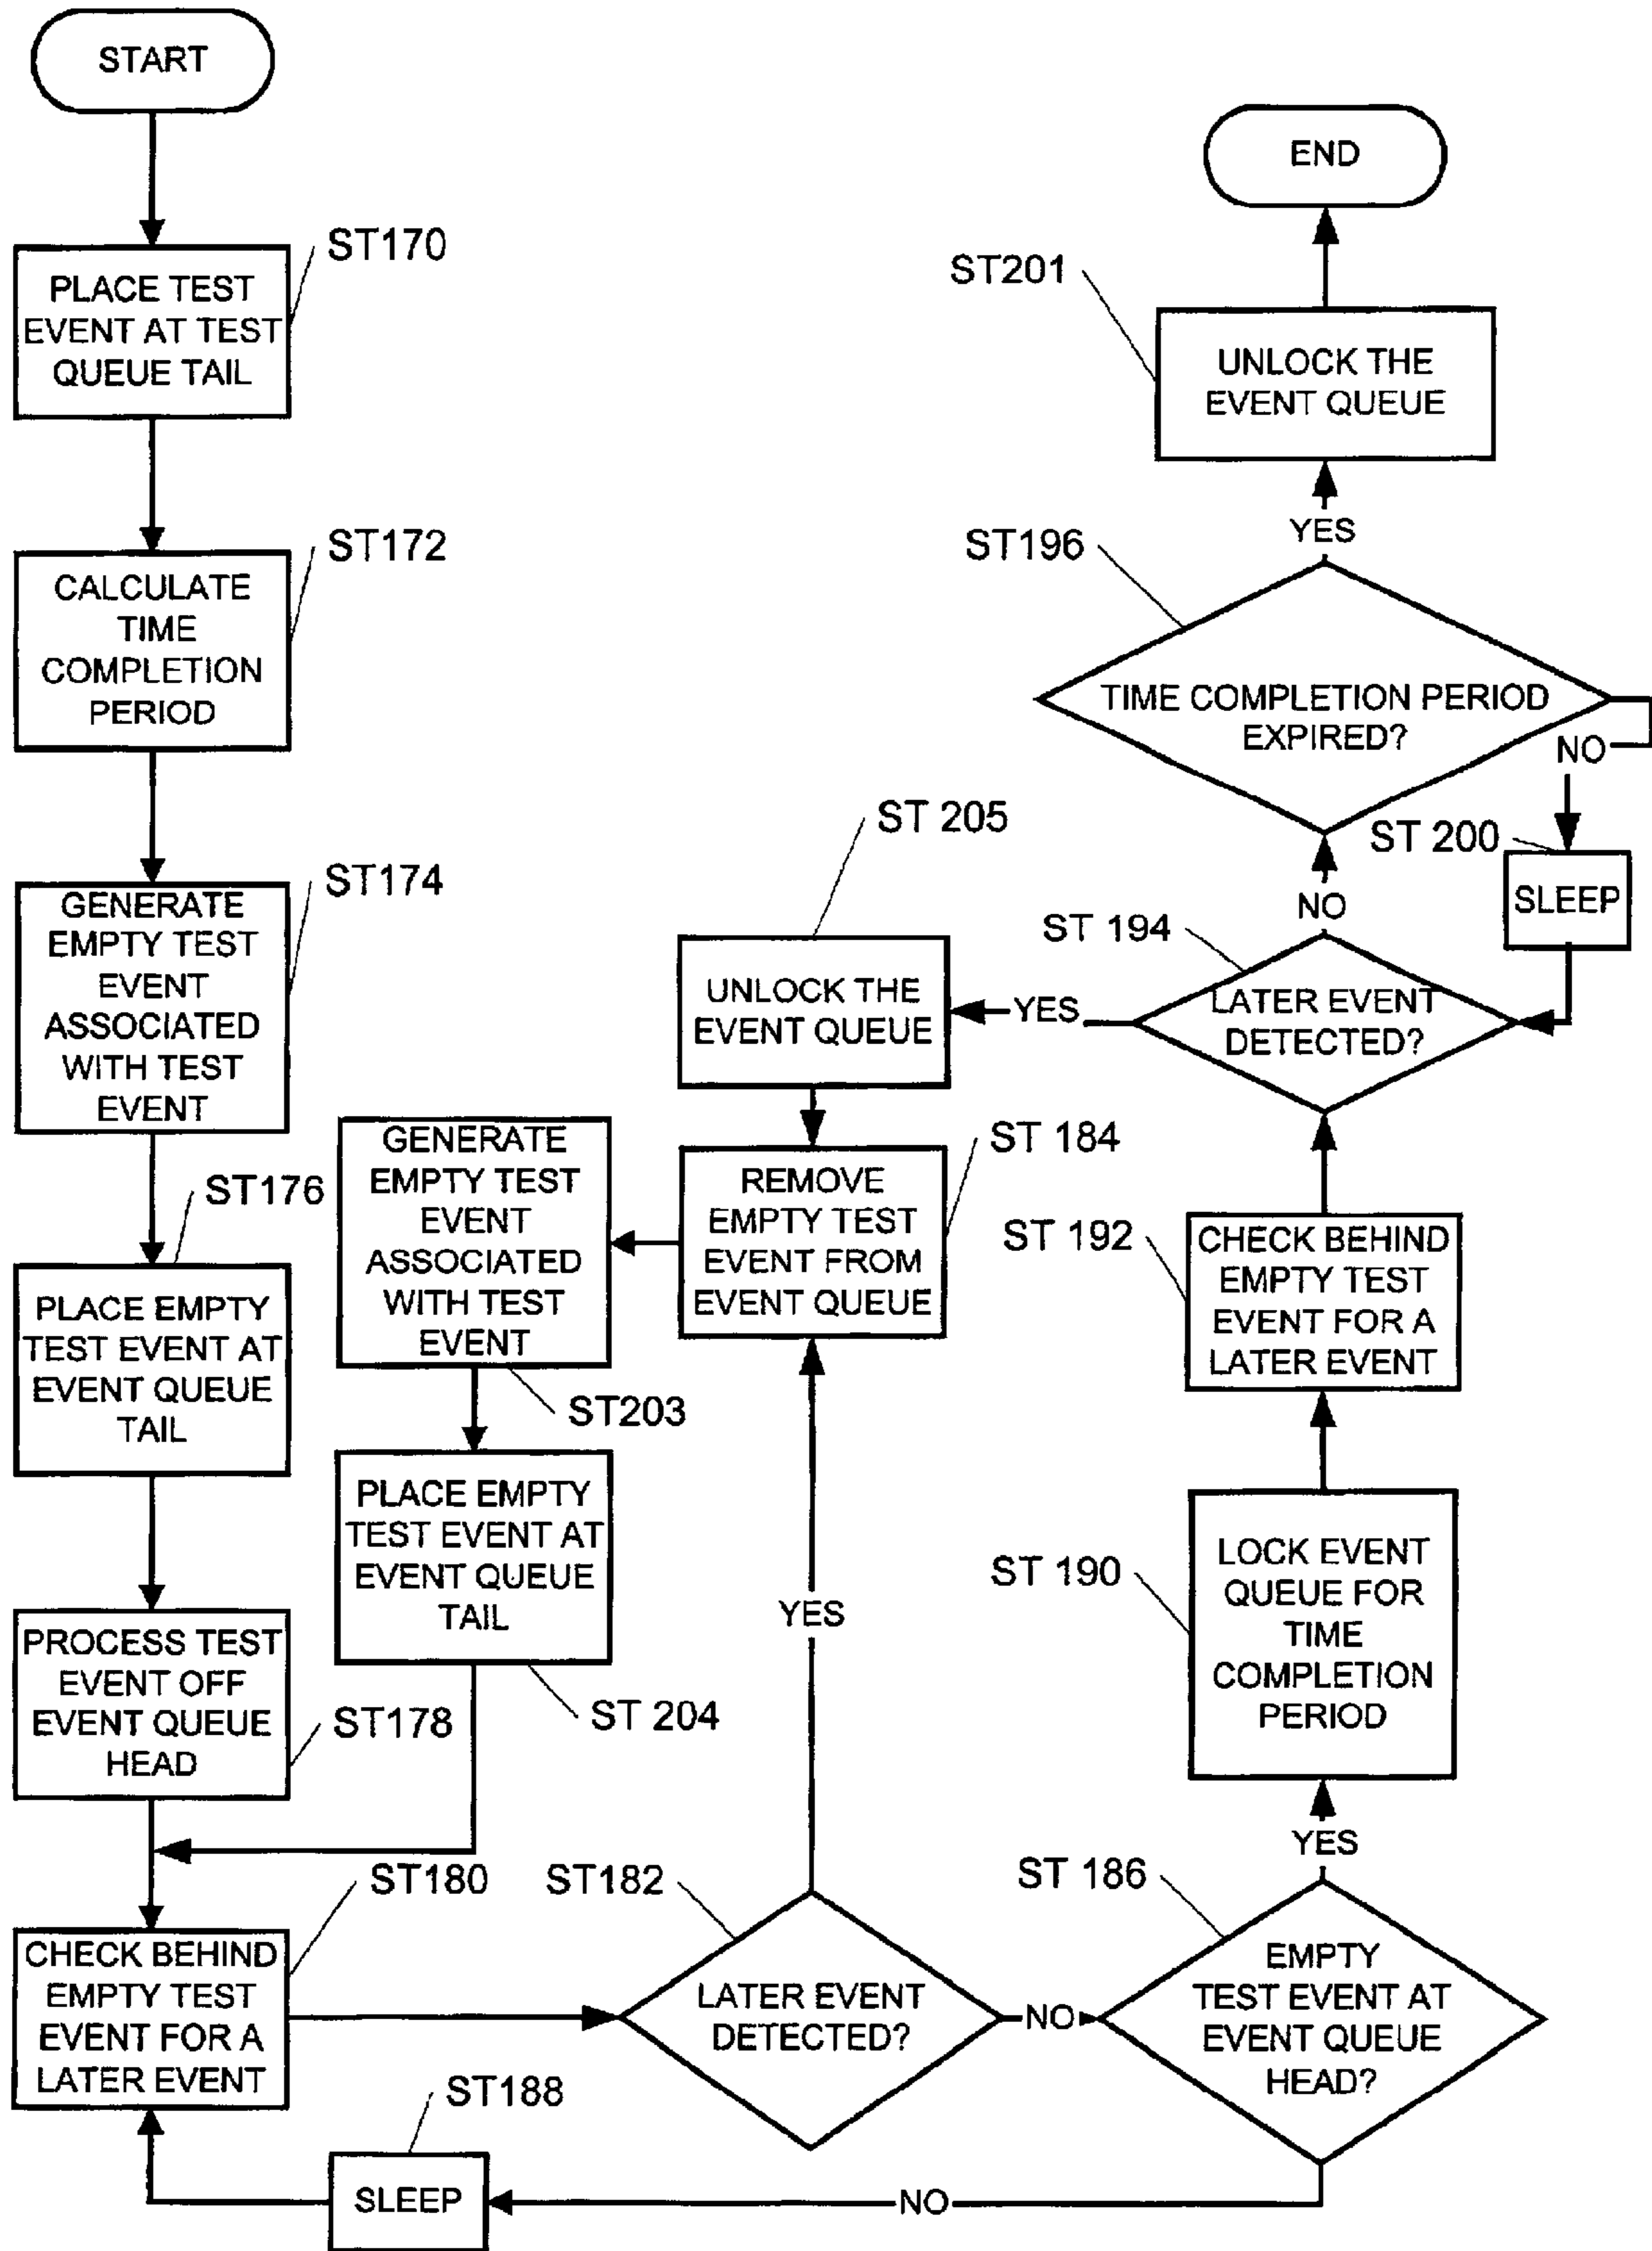 START
ST170
PLACE TEST
EVENT AT TEST
QUEUE TAIL
ST172
CALCULATE
TIME
COMPLETION
PERIOD
ST174
GENERATE
EMPTY TEST
EVENT
ASSOCIATED
WITH TEST
EVENT
ST176
PLACE EMPTY
TEST EVENT AT
EVENT QUEUE
TAIL
PROCESS TEST
EVENT OFF
EVENT QUEUE
HEAD
ST178
ST180
CHECK BEHIND
EMPTY TEST
EVENT FOR A
LATER EVENT
ST188
SLEEP
NO
ST 205
UNLOCK THE
EVENT QUEUE
ST 184
REMOVE
EMPTY TEST
EVENT FROM
EVENT QUEUE
GENERATE
EMPTY TEST
EVENT
ASSOCIATED
WITH TEST
EVENT
ST203
PLACE EMPTY
TEST EVENT AT
EVENT QUEUE
TAIL
ST 204
YES
ST182
LATER EVENT
DETECTED?
NO
END
ST201
UNLOCK THE
EVENT QUEUE
YES
ST196
TIME COMPLETION PERIOD
EXPIRED?
NO
ST 200
SLEEP
NO
ST 194
LATER EVENT
DETECTED?
YES
ST 192
CHECK BEHIND
EMPTY TEST
EVENT FOR A
LATER EVENT
ST 190
LOCK EVENT
QUEUE FOR
TIME
COMPLETION
PERIOD
YES
ST 186
EMPTY
TEST EVENT AT
EVENT QUEUE
HEAD?